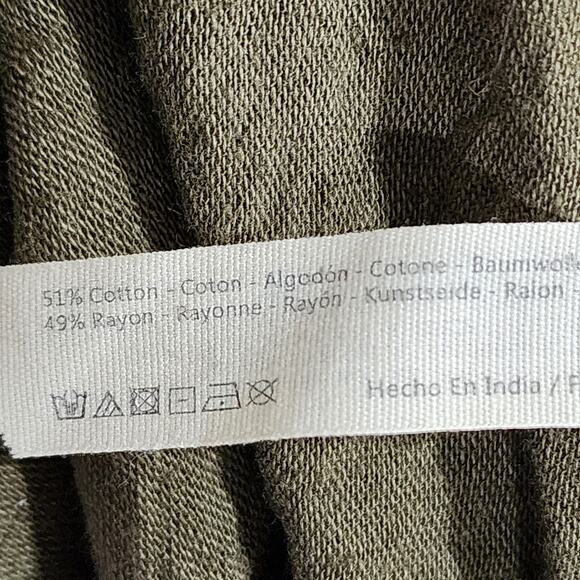 51% Cotton - Coton - Algodón - Cotone - Baumwolle
49% Rayon - Rayonne - Rayón - Kunstseide - Raion
Hecho En India / F